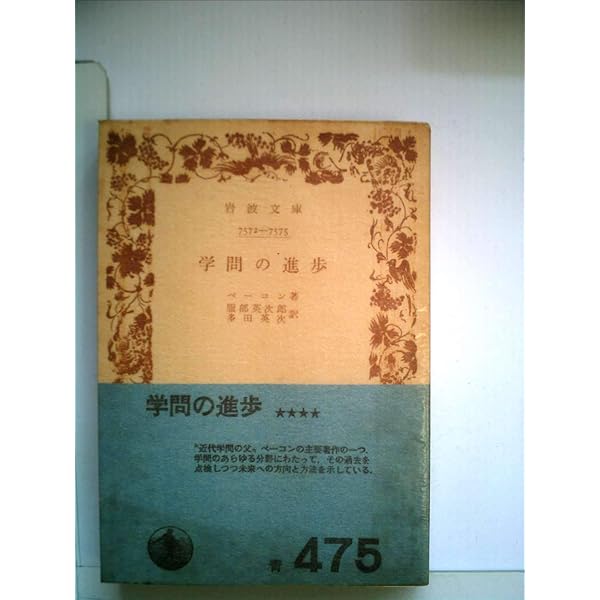 岩波文庫
7572—7575
学問の進歩
ベーコン著
服部英次郎
多田英次 訳
学問の進歩 ★★★★
"近代学問の父"ベーコンの主要著作の一つ.
学問のあらゆる分野にわたって, その過去を
点検しつつ未来への方向と方法を示している.
青 475